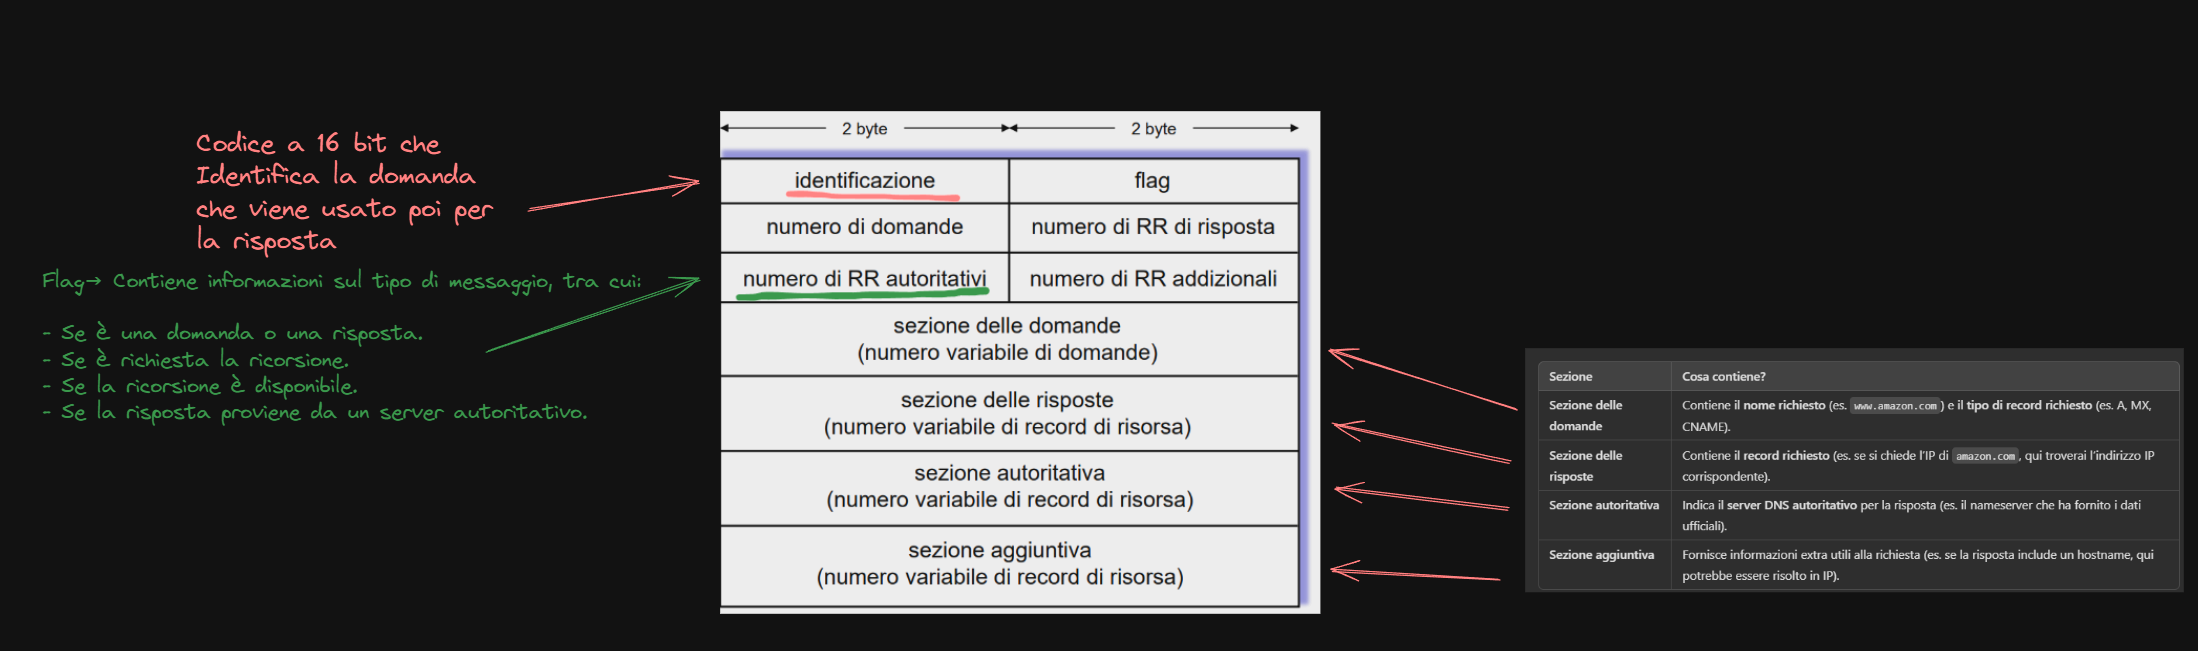 Codice a 16 bit che
Identifica la domanda
che viene usato poi per
la risposta
Flag→ Contiene informazioni sul tipo di messaggio, tra cui:
- Se è una domanda o una risposta.
- Se è richiesta la ricorsione.
- Se la ricorsione è disponibile.
- Se la risposta proviene da un server autoritativo.
2 byte 2 byte
identificazione flag
numero di domande numero di RR di risposta
numero di RR autoritativi numero di RR addizionali
sezione delle domande
(numero variabile di domande)
sezione delle risposte
(numero variabile di record di risorsa)
sezione autoritativa
(numero variabile di record di risorsa)
sezione aggiuntiva
(numero variabile di record di risorsa)
Sezione Cosa contiene?
Sezione delle domande Contiene il nome richiesto (es. www.amazon.com) e il tipo di record richiesto (es. A, MX,
CNAME).
Sezione delle risposte Contiene il record richiesto (es. se si chiede l'IP di amazon.com, qui troverai l'indirizzo IP
corrispondente).
Sezione autoritativa Indica il server DNS autoritativo per la risposta (es. il nameserver che ha fornito i dati
ufficiali).
Sezione aggiuntiva Fornisce informazioni extra utili alla richiesta (es. se la risposta include un hostname, qui
potrebbe essere risolto in IP).